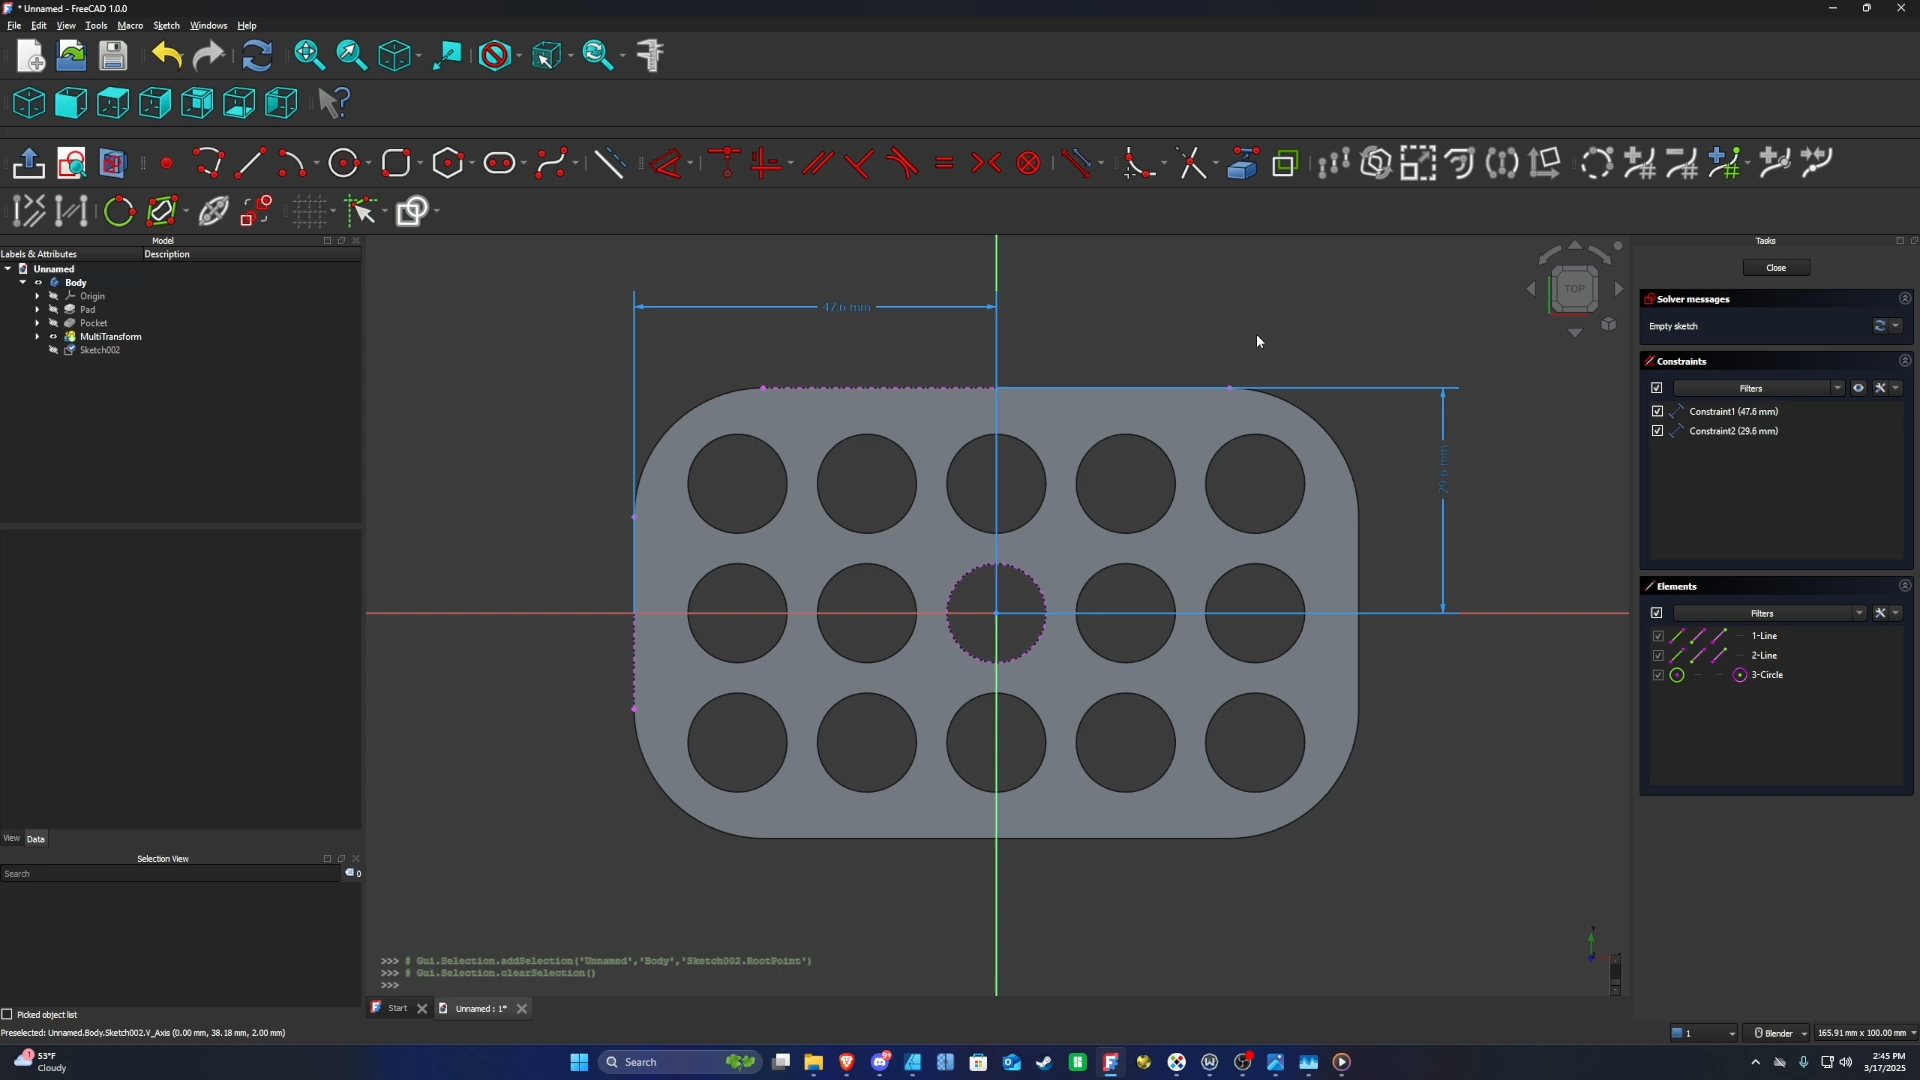 * Unnamed - FreeCAD 1.0.0
File Edit View Tools Macro Sketch Windows Help
Model
Labels & Attributes Description
Unnamed
Body
Origin
Pad
Pocket
MultiTransform
Sketch002
View Data
Selection View
Search 0
Picked object list
Preselected: Unnamed.Body.Sketch002.V_Axis (0.00 mm, 38.18 mm, 2.00 mm)
47.6 mm
29.6 mm
TOP
>>> # Gui.Selection.addSelection('Unnamed','Body','Sketch002.RootPoint')
>>> # Gui.Selection.clearSelection()
>>>
Start Unnamed : 1*
Tasks
Close
Solver messages
Empty sketch
Constraints
Filters
Constraint1 (47.6 mm)
Constraint2 (29.6 mm)
Elements
Filters
1-Line
2-Line
3-Circle
1 Blender 165.91 mm x 100.00 mm
1 53°F
Cloudy
Search
2:45 PM
3/17/2025